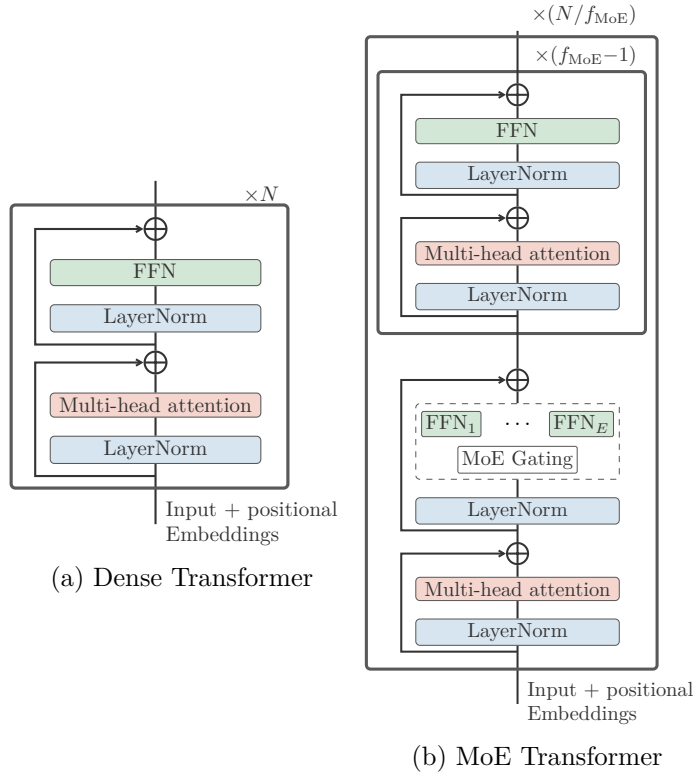 ×N
FFN
LayerNorm
Multi-head attention
LayerNorm
Input + positional
Embeddings
(a) Dense Transformer
×(N/f_MoE)
×(f_MoE−1)
FFN
LayerNorm
Multi-head attention
LayerNorm
FFN_1 ⋯ FFN_E
MoE Gating
LayerNorm
Multi-head attention
LayerNorm
Input + positional
Embeddings
(b) MoE Transformer